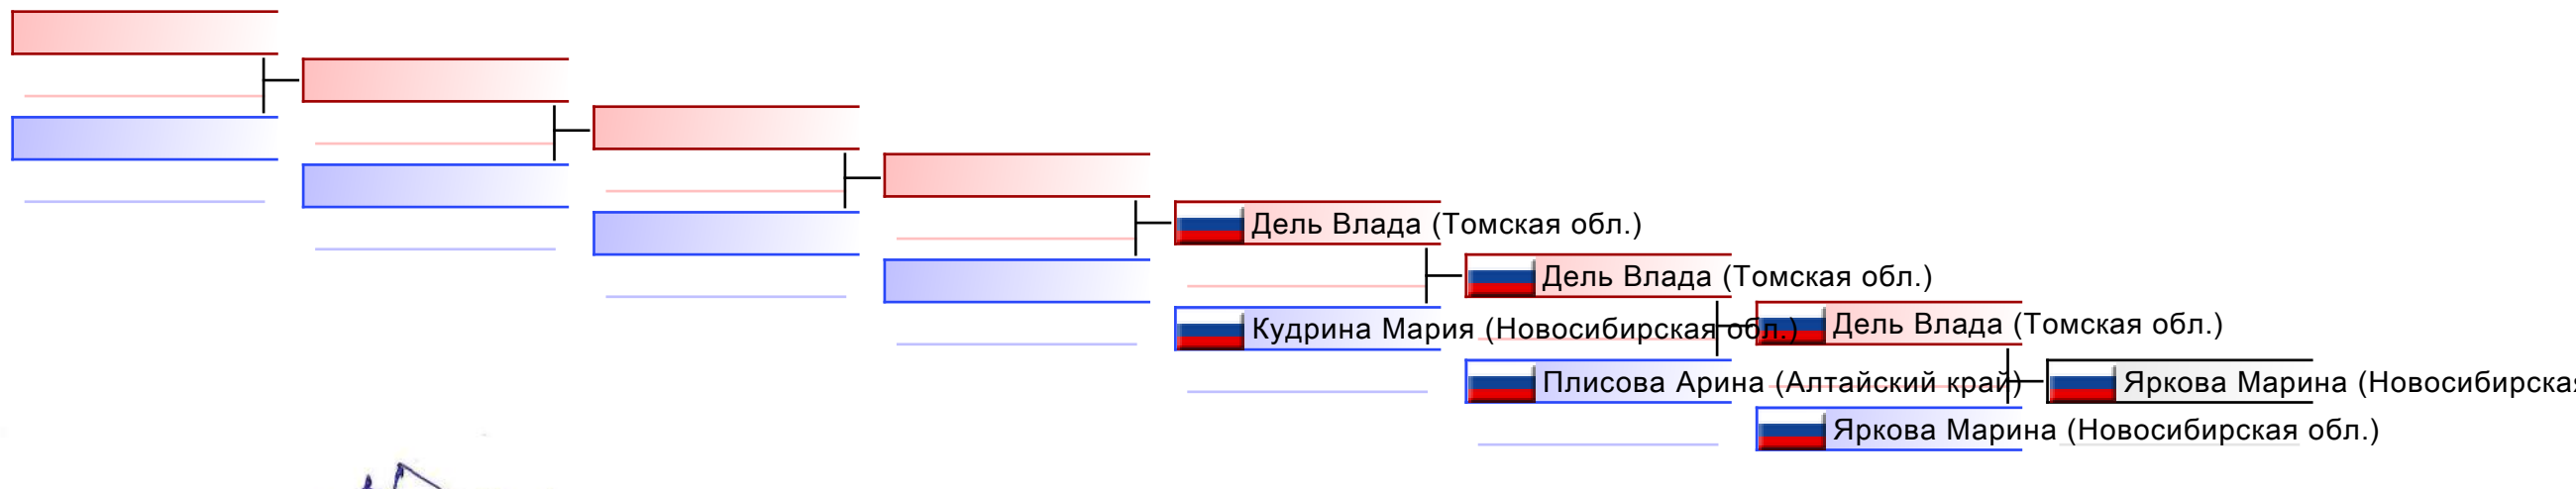 Дель Влада (Томская обл.)
Дель Влада (Томская обл.)
Кудрина Мария (Новосибирская обл.)
Дель Влада (Томская обл.)
Плисова Арина (Алтайский край)
Яркова Марина (Новосибирская
Яркова Марина (Новосибирская обл.)